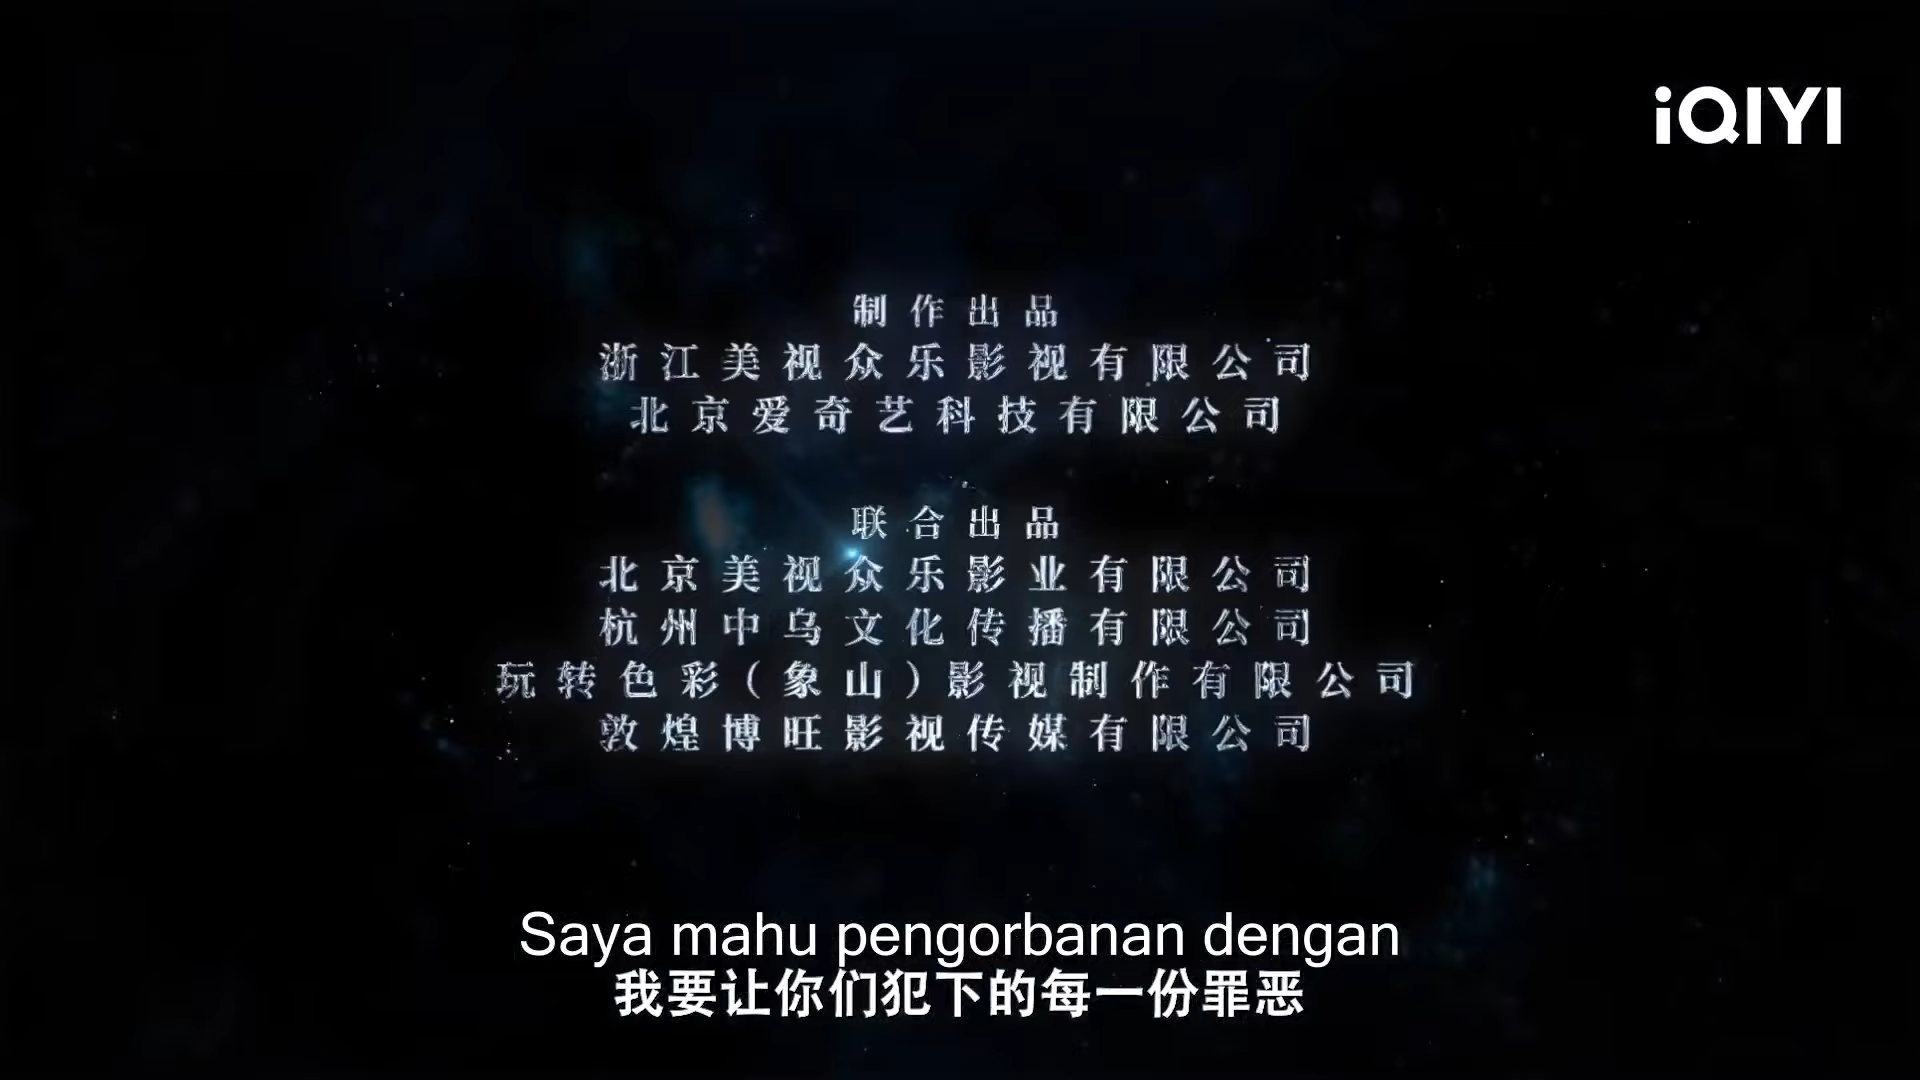 iQIYI
制作出品
浙江美视众乐影视有限公司
北京爱奇艺科技有限公司
联合出品
北京美视众乐影业有限公司
杭州中乌文化传播有限公司
玩转色彩(象山)影视制作有限公司
敦煌博旺影视传媒有限公司
Saya mahu pengorbanan dengan
我要让你们犯下的每一份罪恶